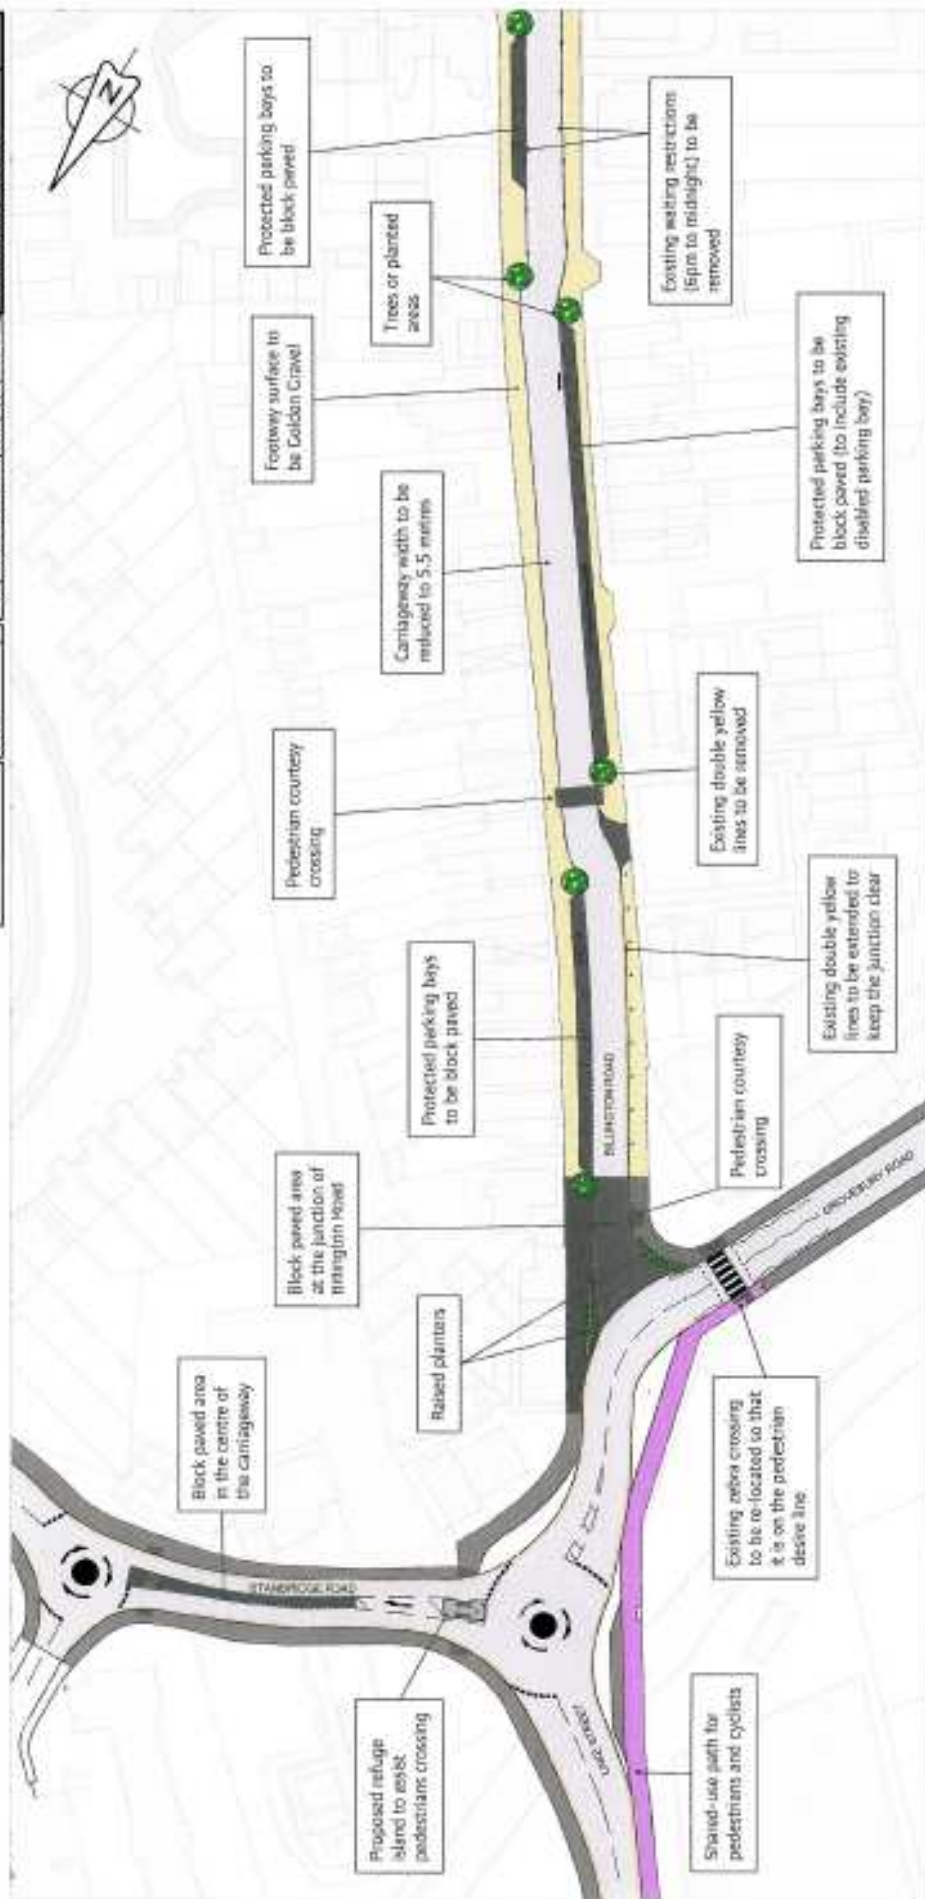 Protected parking bays to
be block paved
Existing waiting restrictions
(6pm to midnight) to be
removed
Trees or planted
areas
Footway surface to
be Golden Gravel
Protected parking bays to be
block paved (to include existing
disabled parking bay)
Carriageway width to be
reduced to 5.5 metres
Existing double yellow
lines to be removed
Pedestrian courtesy
crossing
Existing double yellow
lines to be extended to
keep the junction clear
Protected parking bays
to be block paved
BILLINGTON ROAD
Pedestrian courtesy
crossing
GROVEBURY ROAD
Block paved area
at the junction of
Billington Road
Raised planters
Existing zebra crossing
to be re-located so that
it is on the pedestrian
desire line
Block paved area
in the centre of
the carriageway
STANBRIDGE ROAD
Proposed refuge
island to assist
pedestrians crossing
LAKE STREET
Shared-use path for
pedestrians and cyclists
N